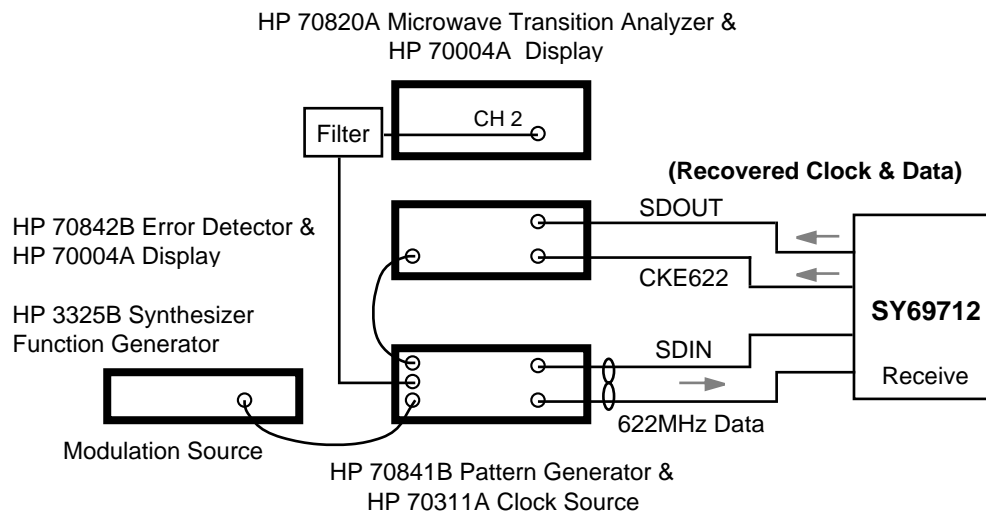 HP 70820A Microwave Transition Analyzer &
HP 70004A Display
CH 2
Filter
(Recovered Clock & Data)
SDOUT
HP 70842B Error Detector &
HP 70004A Display
CKE622
SY69712
HP 3325B Synthesizer
Function Generator
SDIN
Receive
622MHz Data
Modulation Source
HP 70841B Pattern Generator &
HP 70311A Clock Source